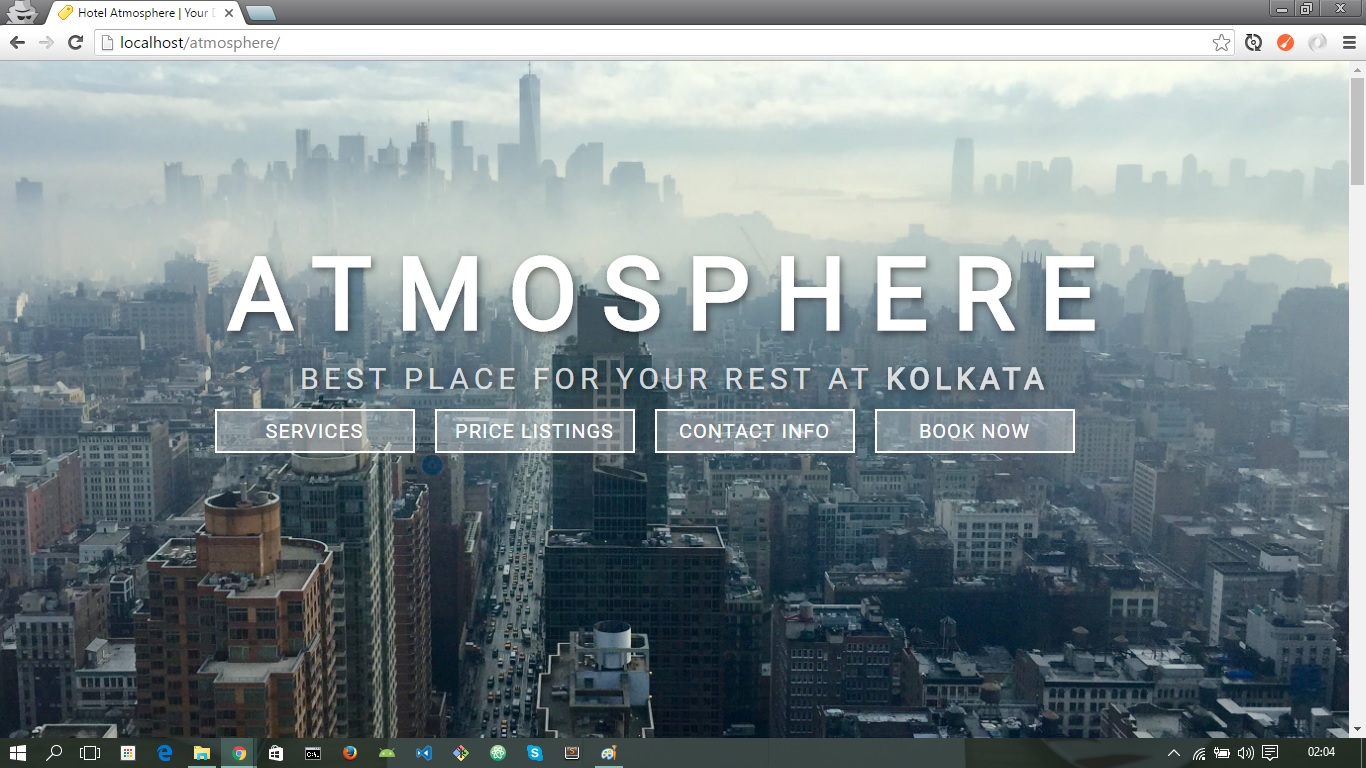 Hotel Atmosphere | Your D
localhost/atmosphere/
ATMOSPHERE
BEST PLACE FOR YOUR REST AT KOLKATA
SERVICES
PRICE LISTINGS
CONTACT INFO
BOOK NOW
02:04